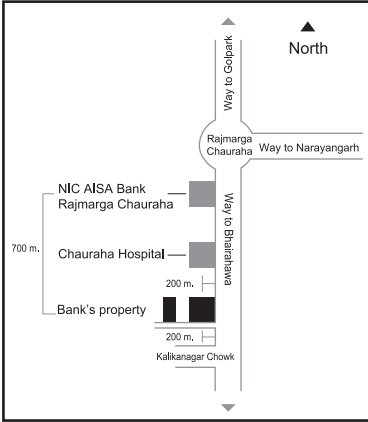 North
Way to Golpark
Rajmarga
Chauraha
Way to Narayangarh
NIC AISA Bank
Rajmarga Chauraha
Way to Bhairahawa
700 m.
Chauraha Hospital
200 m.
Bank's property
200 m.
Kalikanagar Chowk